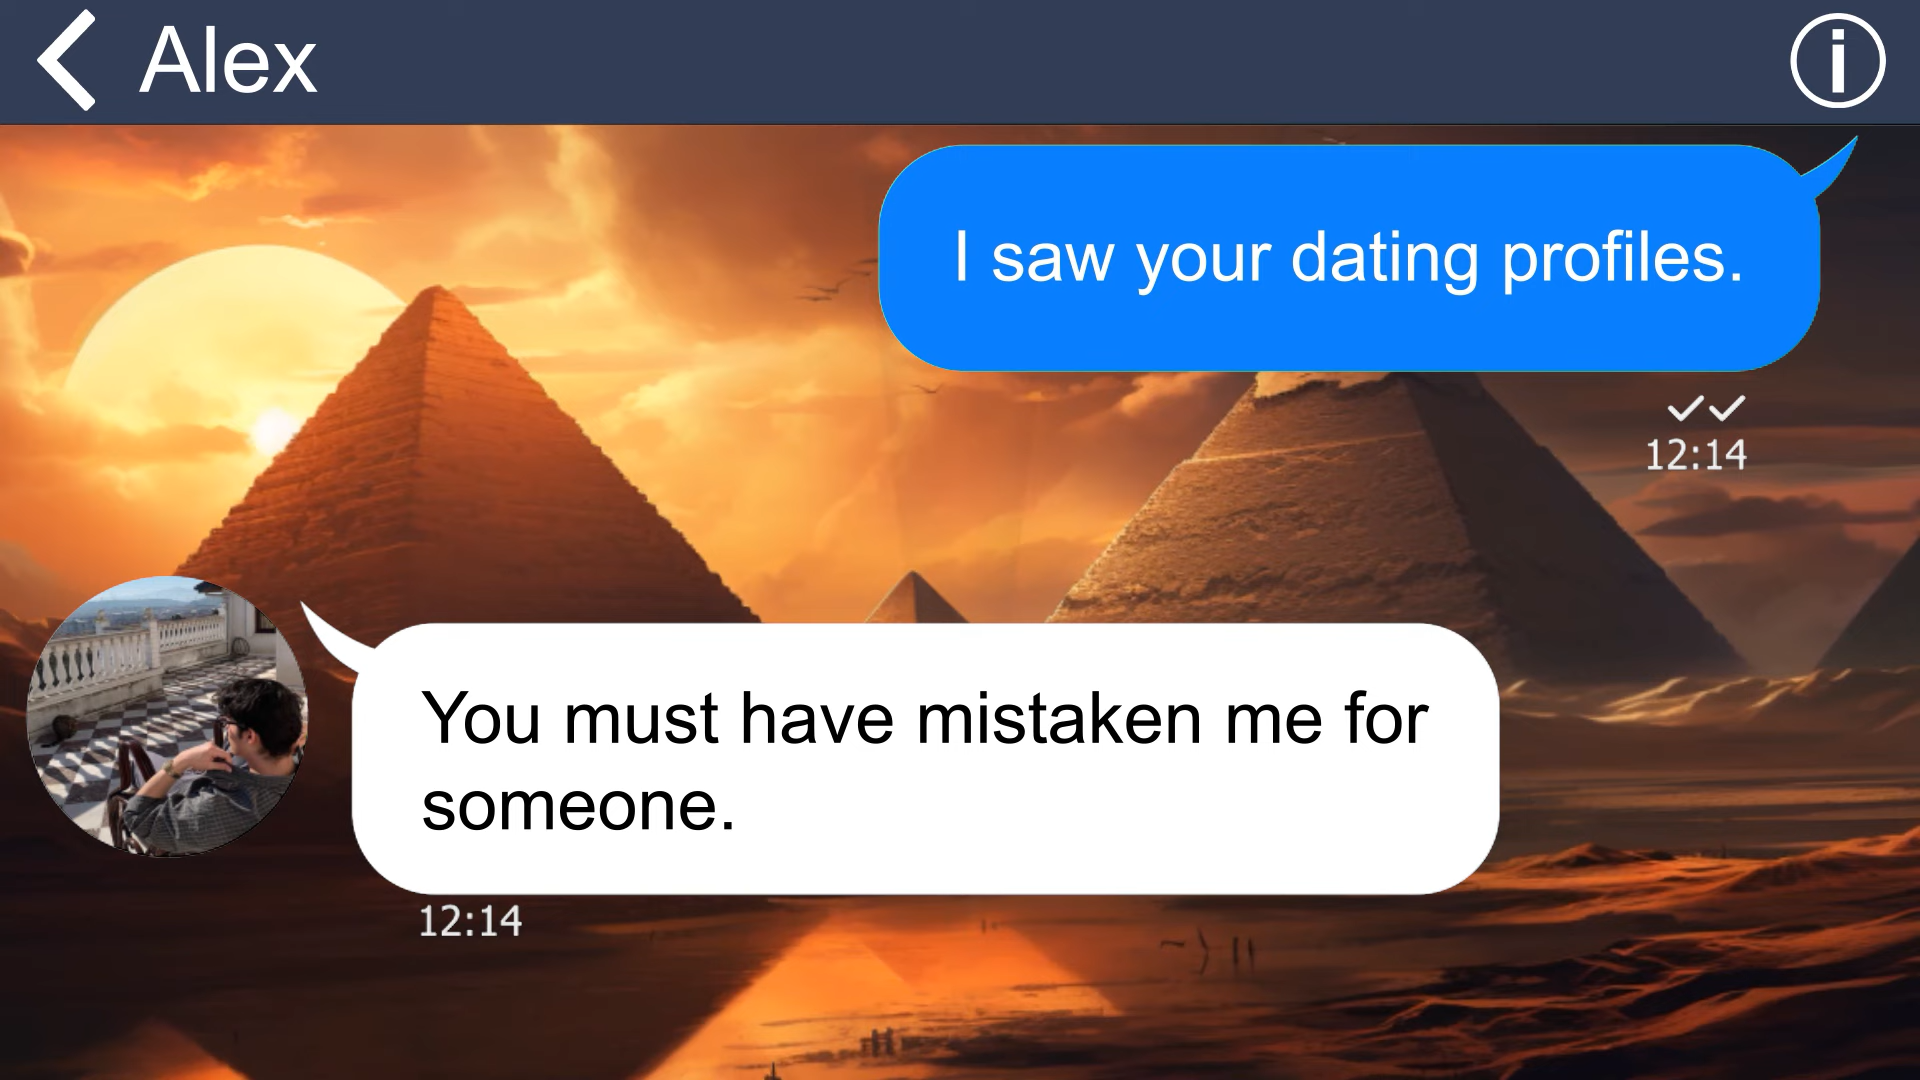 Alex
I saw your dating profiles.
12:14
You must have mistaken me for
someone.
12:14